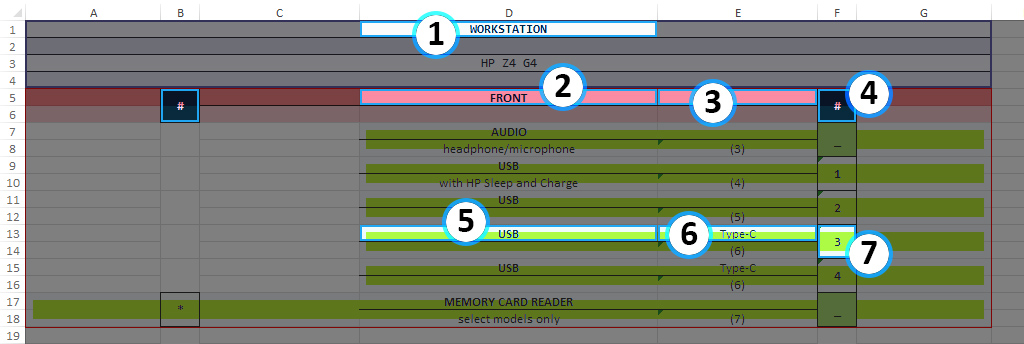 A B C D E F G
1 WORKSTATION 1
2
3 HP Z4 G4
4
5 # FRONT 2 3 # 4
6
7 AUDIO _
8 headphone/microphone (3)
9 USB 1
10 with HP Sleep and Charge (4)
11 USB 2
12 (5)
13 5 USB 6 Type-C 3
14 (6) 7
15 USB Type-C 4
16 (6)
17 * MEMORY CARD READER _
18 select models only (7)
19